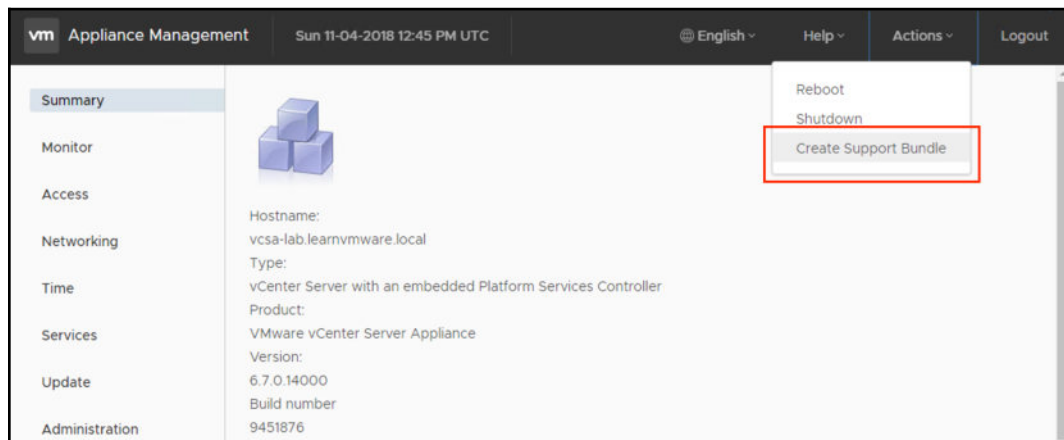 vm Appliance Management Sun 11-04-2018 12:45 PM UTC English Help Actions Logout
Reboot
Shutdown
Create Support Bundle
Summary
Monitor
Access
Networking
Time
Services
Update
Administration
Hostname:
vcsa-lab.learnvmware.local
Type:
vCenter Server with an embedded Platform Services Controller
Product:
VMware vCenter Server Appliance
Version:
6.7.0.14000
Build number
9451876